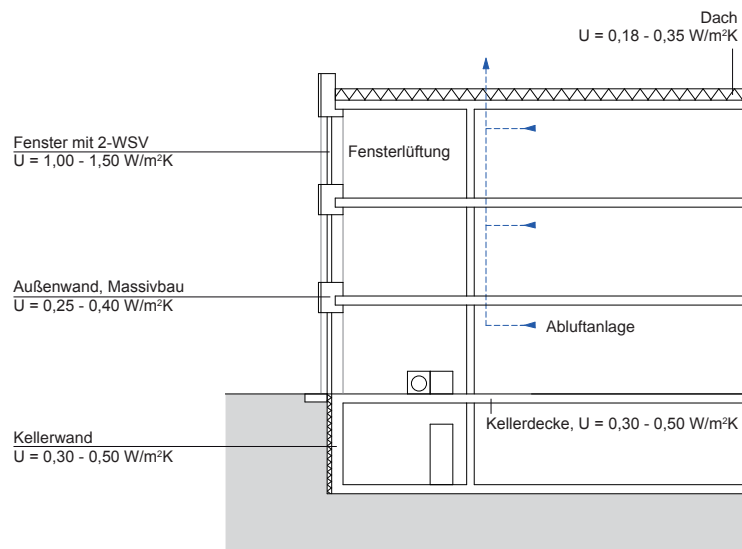 Dach
U = 0,18 - 0,35 W/m²K
Fenster mit 2-WSV
U = 1,00 - 1,50 W/m²K
Fensterlüftung
Außenwand, Massivbau
U = 0,25 - 0,40 W/m²K
Abluftanlage
Kellerdecke, U = 0,30 - 0,50 W/m²K
Kellerwand
U = 0,30 - 0,50 W/m²K